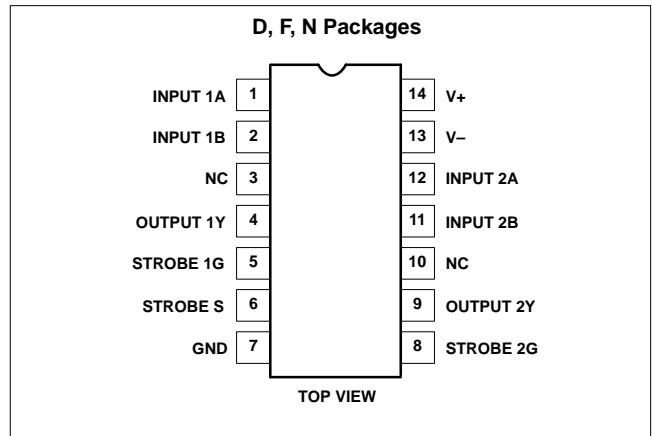 D, F, N Packages
INPUT 1A 1 14 V+
INPUT 1B 2 13 V–
NC 3 12 INPUT 2A
OUTPUT 1Y 4 11 INPUT 2B
STROBE 1G 5 10 NC
STROBE S 6 9 OUTPUT 2Y
GND 7 8 STROBE 2G
TOP VIEW